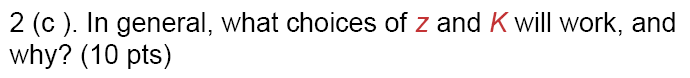 2 (c ). In general, what choices of z and K will work, and
why? (10 pts)